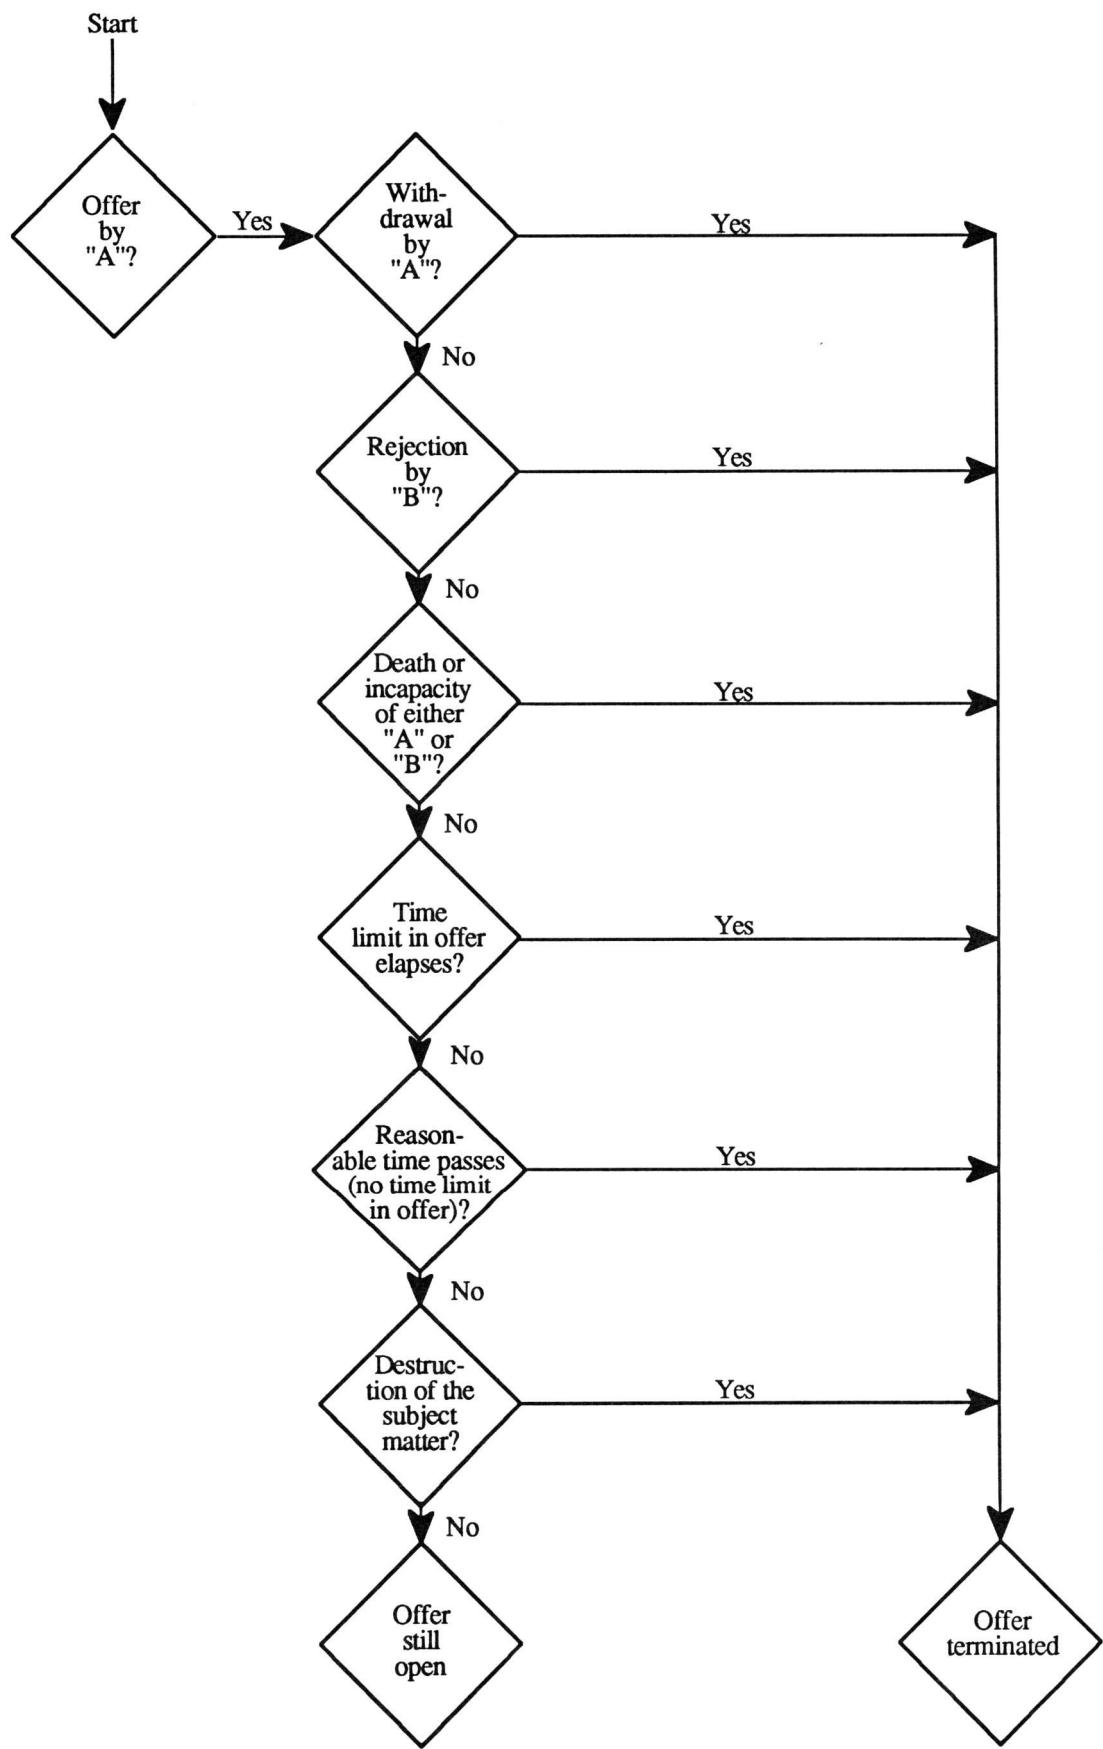 Start
Offer
by
"A"?
Yes
With-
drawal
by
"A"?
Yes
No
Rejection
by
"B"?
Yes
No
Death or
incapacity
of either
"A" or
"B"?
Yes
No
Time
limit in offer
elapses?
Yes
No
Reason-
able time passes
(no time limit
in offer)?
Yes
No
Destruc-
tion of the
subject
matter?
Yes
No
Offer
still
open
Offer
terminated